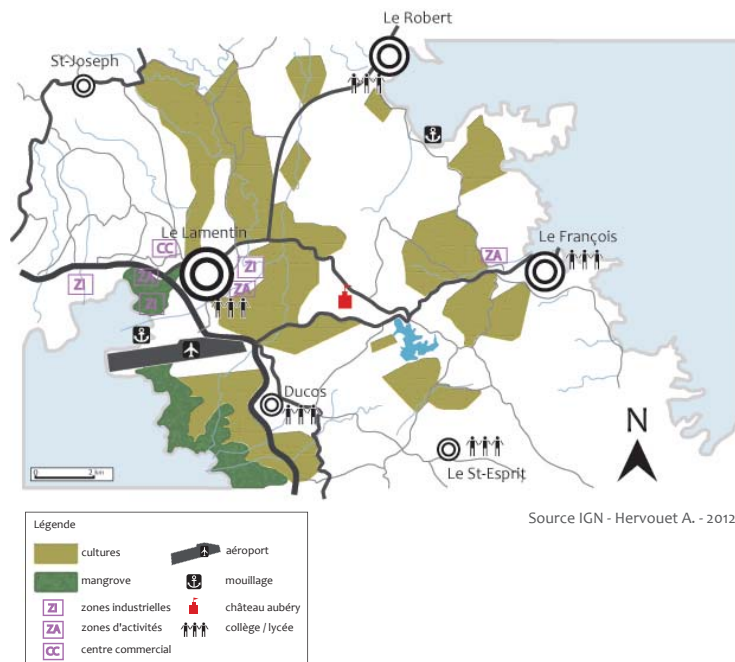 Le Robert
St-Joseph
Le Lamentin
CC
ZI
ZA
Le François
ZI
ZA
ZA
ZI
Ducos
Le St-Esprit
N
0 2 km
Source IGN - Hervouet A. - 2012
Légende
cultures
aéroport
mangrove
mouillage
ZI zones industrielles
château aubéry
ZA zones d'activités
collège / lycée
CC centre commercial